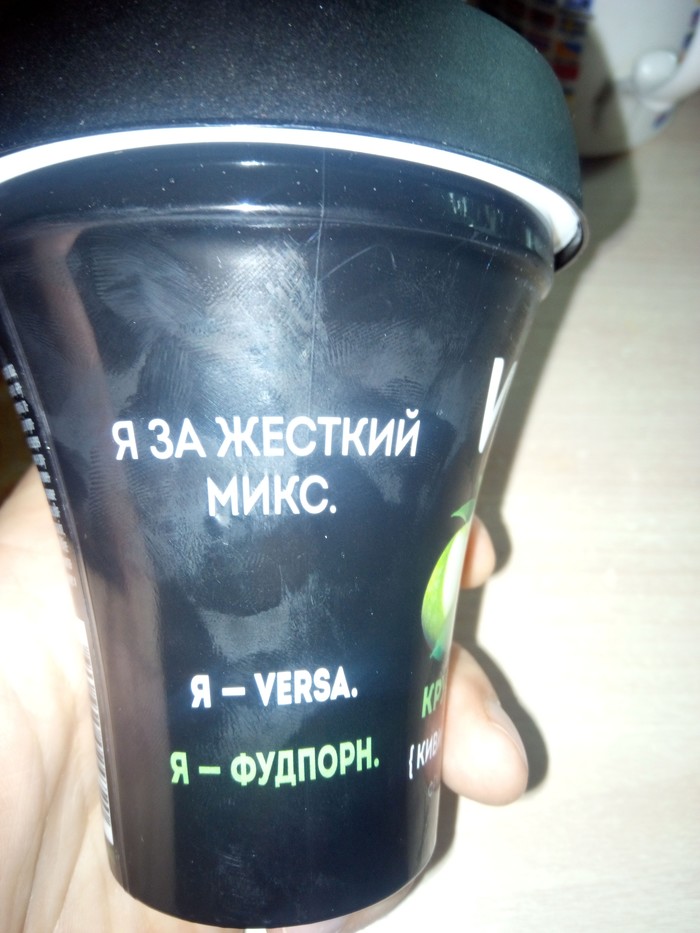 Я ЗА ЖЕСТКИЙ
МИКС.
Я – VERSA.
Я – ФУДПОРН.